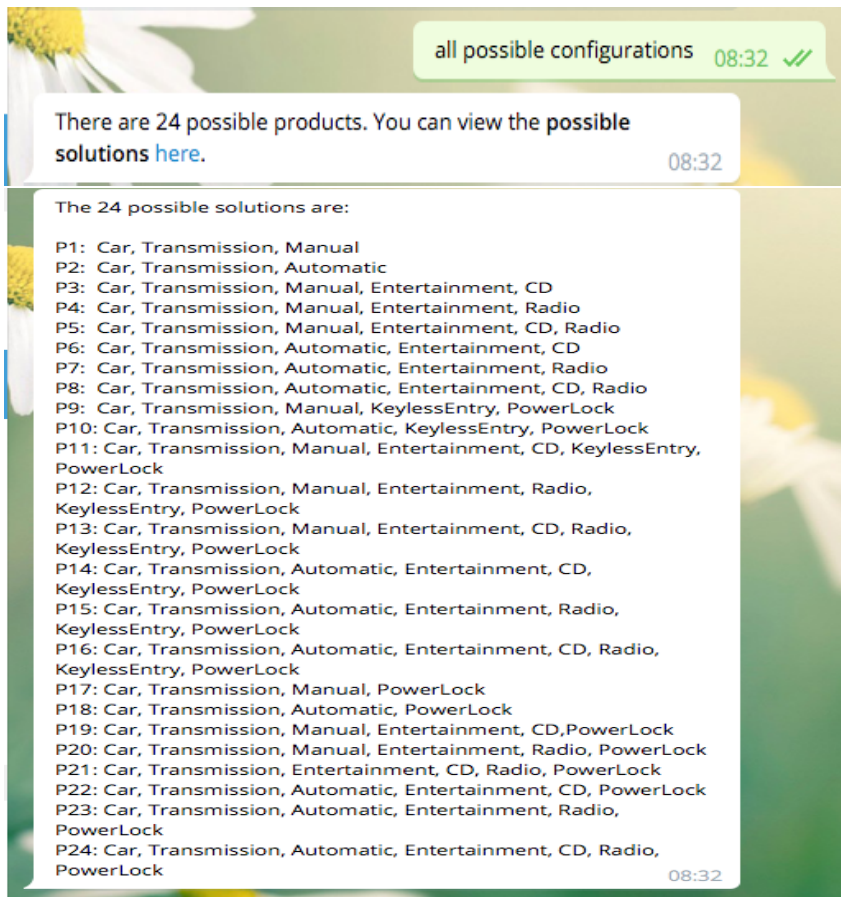 all possible configurations 08:32
There are 24 possible products. You can view the possible
solutions here.
08:32
The 24 possible solutions are:
P1: Car, Transmission, Manual
P2: Car, Transmission, Automatic
P3: Car, Transmission, Manual, Entertainment, CD
P4: Car, Transmission, Manual, Entertainment, Radio
P5: Car, Transmission, Manual, Entertainment, CD, Radio
P6: Car, Transmission, Automatic, Entertainment, CD
P7: Car, Transmission, Automatic, Entertainment, Radio
P8: Car, Transmission, Automatic, Entertainment, CD, Radio
P9: Car, Transmission, Manual, KeylessEntry, PowerLock
P10: Car, Transmission, Automatic, KeylessEntry, PowerLock
P11: Car, Transmission, Manual, Entertainment, CD, KeylessEntry,
PowerLock
P12: Car, Transmission, Manual, Entertainment, Radio,
KeylessEntry, PowerLock
P13: Car, Transmission, Manual, Entertainment, CD, Radio,
KeylessEntry, PowerLock
P14: Car, Transmission, Automatic, Entertainment, CD,
KeylessEntry, PowerLock
P15: Car, Transmission, Automatic, Entertainment, Radio,
KeylessEntry, PowerLock
P16: Car, Transmission, Automatic, Entertainment, CD, Radio,
KeylessEntry, PowerLock
P17: Car, Transmission, Manual, PowerLock
P18: Car, Transmission, Automatic, PowerLock
P19: Car, Transmission, Manual, Entertainment, CD,PowerLock
P20: Car, Transmission, Manual, Entertainment, Radio, PowerLock
P21: Car, Transmission, Entertainment, CD, Radio, PowerLock
P22: Car, Transmission, Automatic, Entertainment, CD, PowerLock
P23: Car, Transmission, Automatic, Entertainment, Radio,
PowerLock
P24: Car, Transmission, Automatic, Entertainment, CD, Radio,
PowerLock
08:32